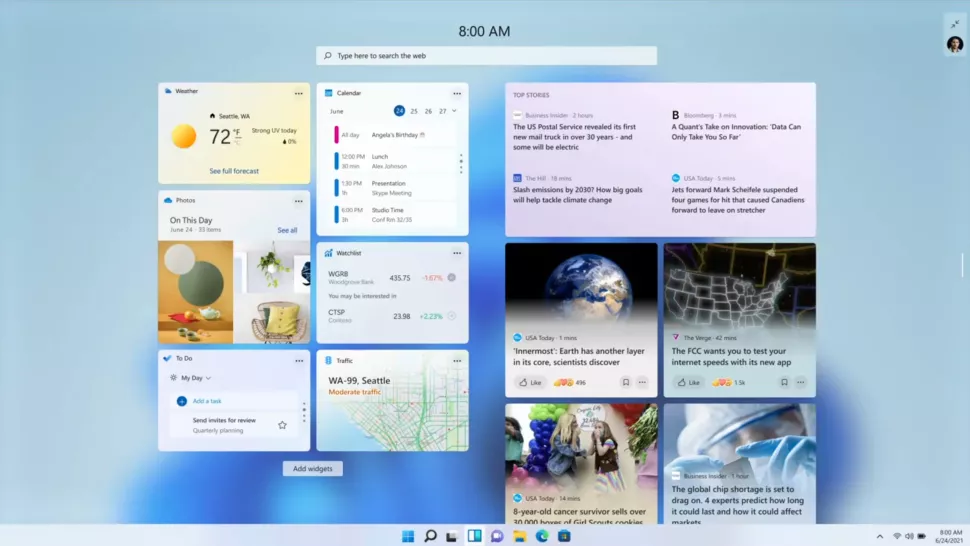 8:00 AM
Type here to search the web
Weather
Seattle, WA
72 °F
°C
Strong UV today
0%
See full forecast
Photos
On This Day
June 24 · 33 items
See all
To Do
My Day
Add a task
Send invites for review
Quarterly planning
Calendar
June 24 25 26 27
All day Angela's Birthday
12:00 PM Lunch
30 min Alex Johnson
1:30 PM Presentation
1h Skype Meeting
6:00 PM Studio Time
3h Conf Rm 32/33
Watchlist
WGRB 435.75 -1.67%
Woodgrove Bank
You may be interested in
CTSP 23.98 +2.23%
Contoso
Traffic
WA-99, Seattle
Moderate traffic
Add widgets
TOP STORIES
Business Insider · 2 hours
The US Postal Service revealed its first
new mail truck in over 30 years - and
some will be electric
B Bloomberg · 3 mins
A Quant's Take on Innovation: 'Data Can
Only Take You So Far'
The Hill · 18 mins
Slash emissions by 2030? How big goals
will help tackle climate change
USA Today · 5 mins
Jets forward Mark Scheifele suspended
four games for hit that caused Canadiens
forward to leave on stretcher
USA Today · 1 mins
'Innermost': Earth has another layer
in its core, scientists discover
Like
496
The Verge · 42 mins
The FCC wants you to test your
internet speeds with its new app
Like
1.5k
USA Today · 14 mins
8-year-old cancer survivor sells over
30,000 boxes of Girl Scouts cookies
Business Insider · 1 hour
The global chip shortage is set to
drag on. 4 experts predict how long
it could last and how it could affect
markets
8:00 AM
6/24/2021